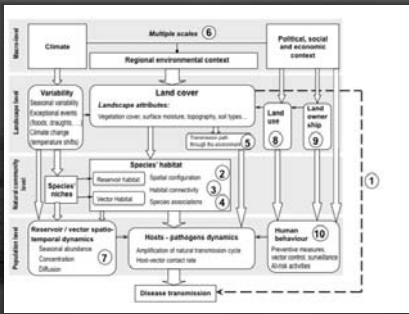 Macro-level
Climate
Multiple scales 6
Regional environmental context
Political, social
and economic
context
Landscape level
Variability
Seasonal variability
Exceptional events
(floods, draughts, ...)
Climate change
(temperature shifts)
Land cover
Landscape attributes:
Vegetation cover, surface moisture, topography, soil types...
Transmission path
through the environment
5
Land
use
8
Land
owner
ship
9
1
Natural community
level
Species'
niches
Species' habitat
Reservoir habitat
Vector Habitat
Spatial configuration 2
Habitat connectivity 3
Species associations 4
Population level
Reservoir / vector spatio-
temporal dynamics
Seasonal abundance
Concentration
Diffusion
7
Hosts - pathogens dynamics
Amplification of natural transmission cycle
Host-vector contact rate
Human
behaviour
10
Preventive measures,
vector control, surveillance
At-risk activities
Disease transmission